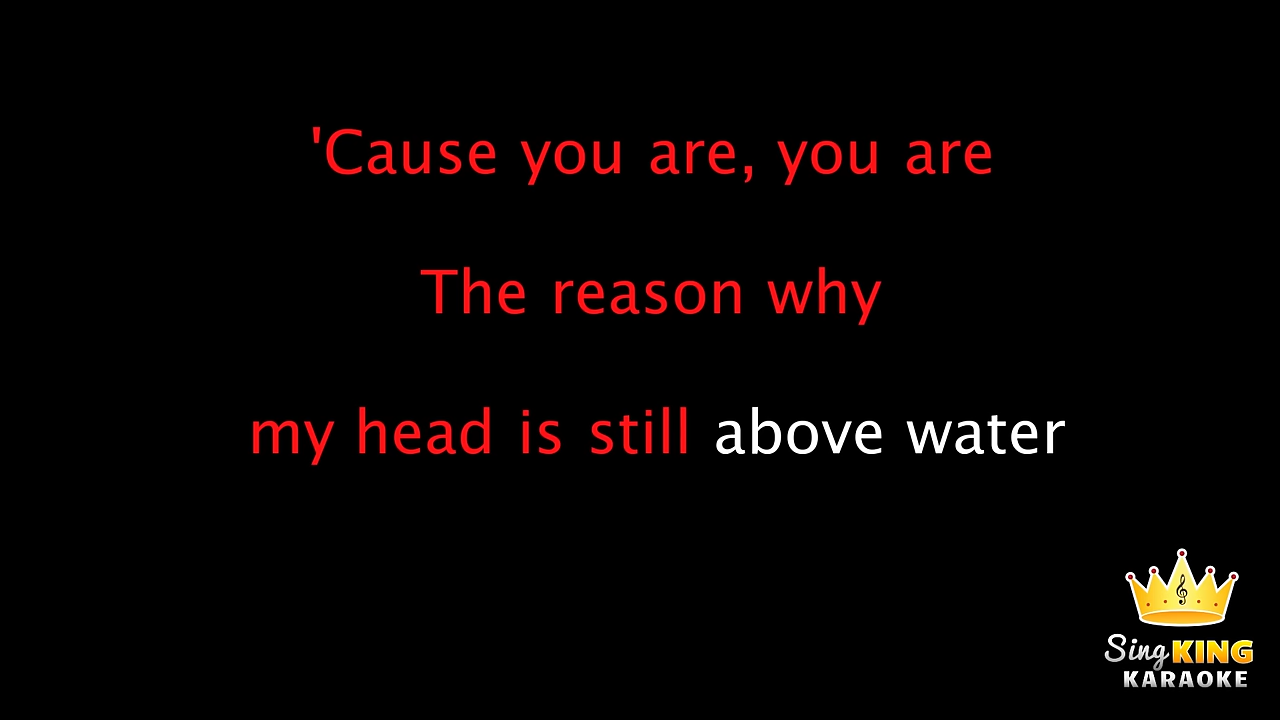 'Cause you are, you are
The reason why
my head is still above water
Sing KING
KARAOKE